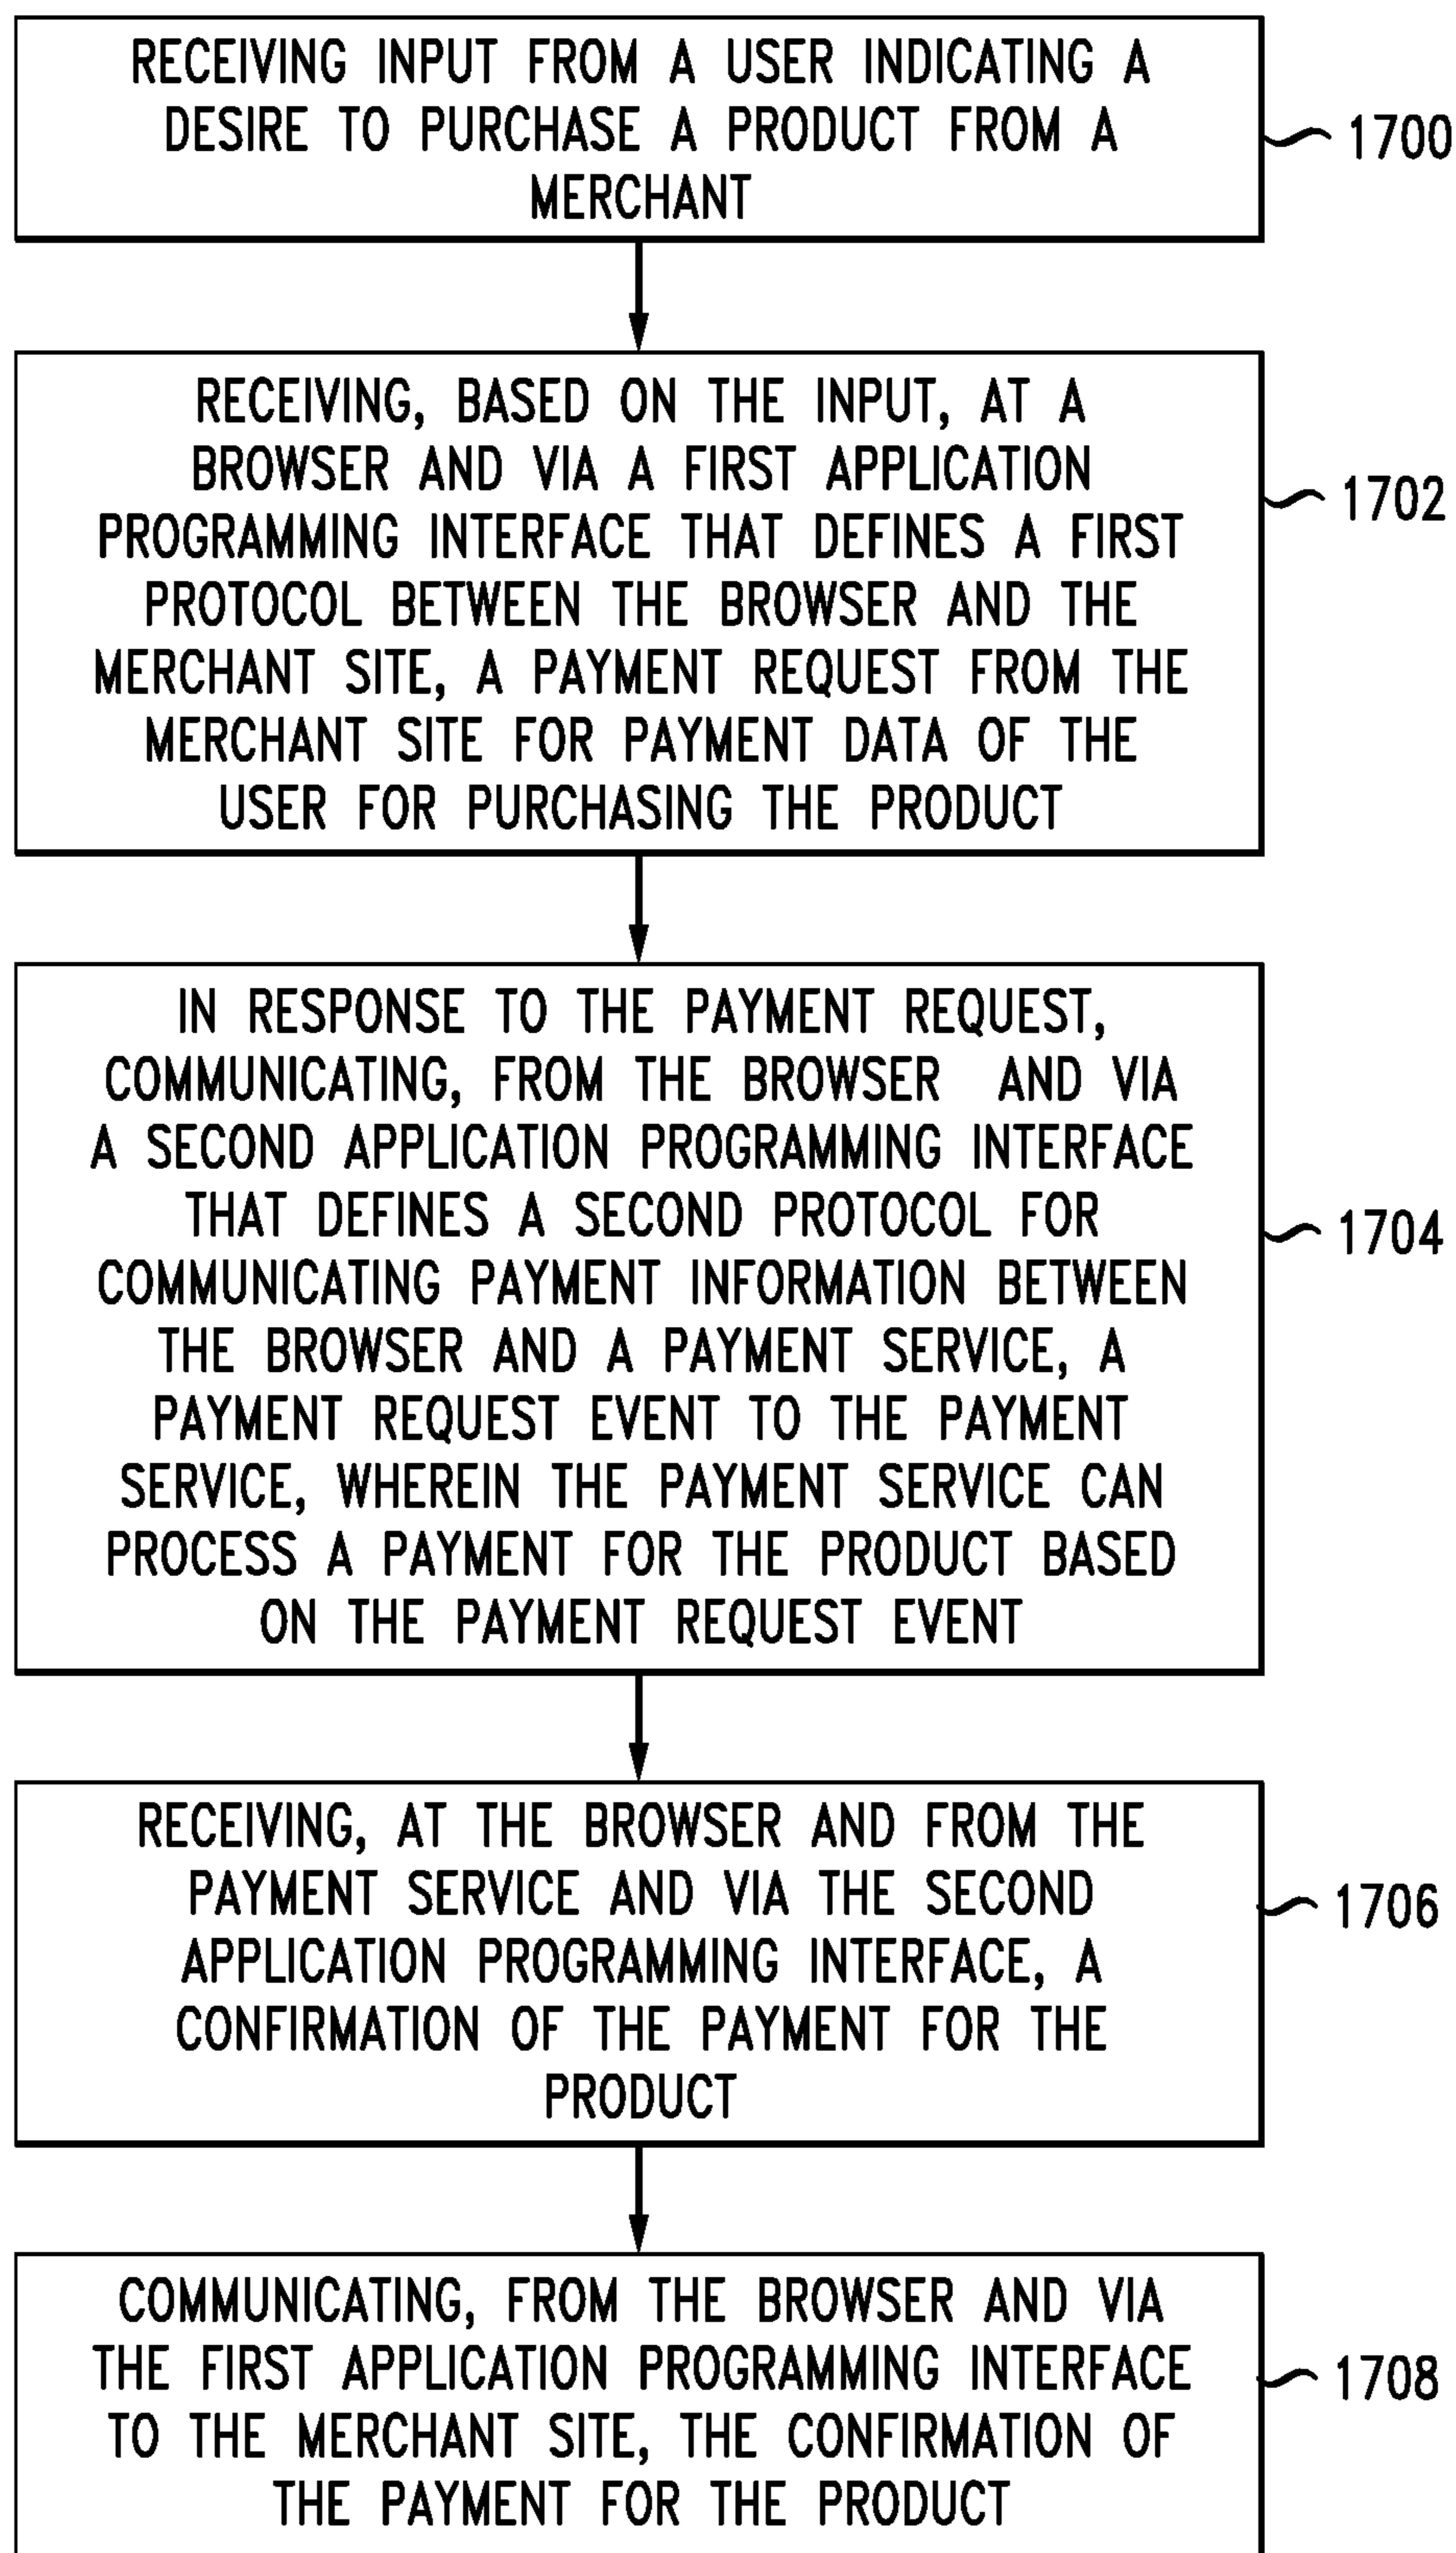 RECEIVING INPUT FROM A USER INDICATING A
DESIRE TO PURCHASE A PRODUCT FROM A
MERCHANT
1700
RECEIVING, BASED ON THE INPUT, AT A
BROWSER AND VIA A FIRST APPLICATION
PROGRAMMING INTERFACE THAT DEFINES A FIRST
PROTOCOL BETWEEN THE BROWSER AND THE
MERCHANT SITE, A PAYMENT REQUEST FROM THE
MERCHANT SITE FOR PAYMENT DATA OF THE
USER FOR PURCHASING THE PRODUCT
1702
IN RESPONSE TO THE PAYMENT REQUEST,
COMMUNICATING, FROM THE BROWSER AND VIA
A SECOND APPLICATION PROGRAMMING INTERFACE
THAT DEFINES A SECOND PROTOCOL FOR
COMMUNICATING PAYMENT INFORMATION BETWEEN
THE BROWSER AND A PAYMENT SERVICE, A
PAYMENT REQUEST EVENT TO THE PAYMENT
SERVICE, WHEREIN THE PAYMENT SERVICE CAN
PROCESS A PAYMENT FOR THE PRODUCT BASED
ON THE PAYMENT REQUEST EVENT
1704
RECEIVING, AT THE BROWSER AND FROM THE
PAYMENT SERVICE AND VIA THE SECOND
APPLICATION PROGRAMMING INTERFACE, A
CONFIRMATION OF THE PAYMENT FOR THE
PRODUCT
1706
COMMUNICATING, FROM THE BROWSER AND VIA
THE FIRST APPLICATION PROGRAMMING INTERFACE
TO THE MERCHANT SITE, THE CONFIRMATION OF
THE PAYMENT FOR THE PRODUCT
1708